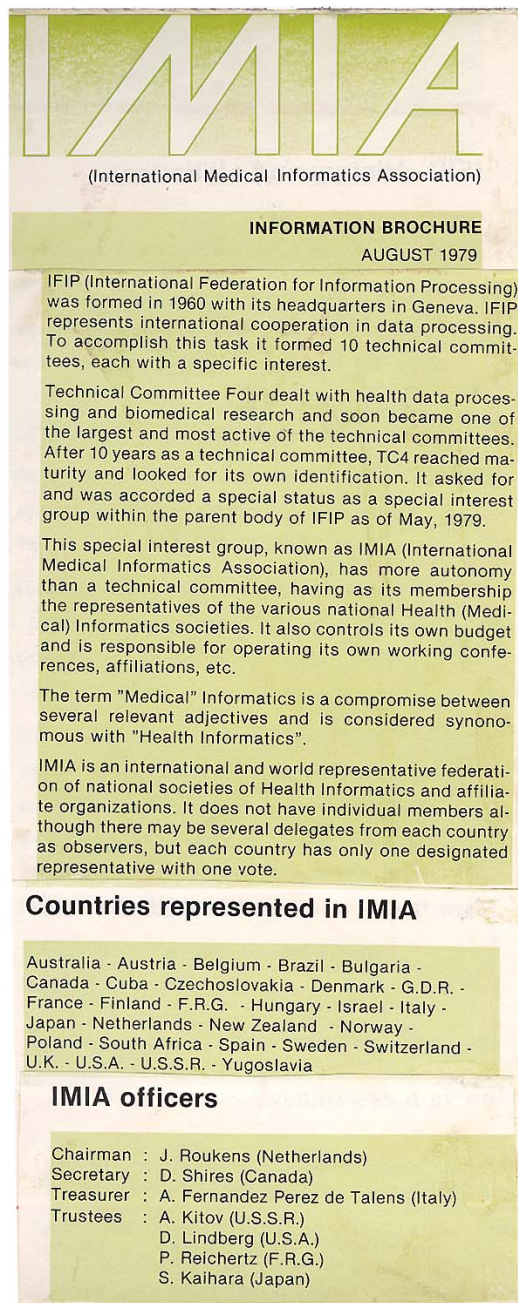 IMIA
(International Medical Informatics Association)
INFORMATION BROCHURE
AUGUST 1979
IFIP (International Federation for Information Processing)
was formed in 1960 with its headquarters in Geneva. IFIP
represents international cooperation in data processing.
To accomplish this task it formed 10 technical commit-
tees, each with a specific interest.
Technical Committee Four dealt with health data proces-
sing and biomedical research and soon became one of
the largest and most active of the technical committees.
After 10 years as a technical committee, TC4 reached ma-
turity and looked for its own identification. It asked for
and was accorded a special status as a special interest
group within the parent body of IFIP as of May, 1979.
This special interest group, known as IMIA (International
Medical Informatics Association), has more autonomy
than a technical committee, having as its membership
the representatives of the various national Health (Medi-
cal) Informatics societies. It also controls its own budget
and is responsible for operating its own working confe-
rences, affiliations, etc.
The term "Medical" Informatics is a compromise between
several relevant adjectives and is considered synono-
mous with "Health Informatics".
IMIA is an international and world representative federati-
on of national societies of Health Informatics and affilia-
te organizations. It does not have individual members al-
though there may be several delegates from each country
as observers, but each country has only one designated
representative with one vote.
Countries represented in IMIA
Australia - Austria - Belgium - Brazil - Bulgaria -
Canada - Cuba - Czechoslovakia - Denmark - G.D.R. -
France - Finland - F.R.G. - Hungary - Israel - Italy -
Japan - Netherlands - New Zealand - Norway -
Poland - South Africa - Spain - Sweden - Switzerland -
U.K. - U.S.A. - U.S.S.R. - Yugoslavia
IMIA officers
Chairman : J. Roukens (Netherlands)
Secretary : D. Shires (Canada)
Treasurer : A. Fernandez Perez de Talens (Italy)
Trustees : A. Kitov (U.S.S.R.)
D. Lindberg (U.S.A.)
P. Reichertz (F.R.G.)
S. Kaihara (Japan)